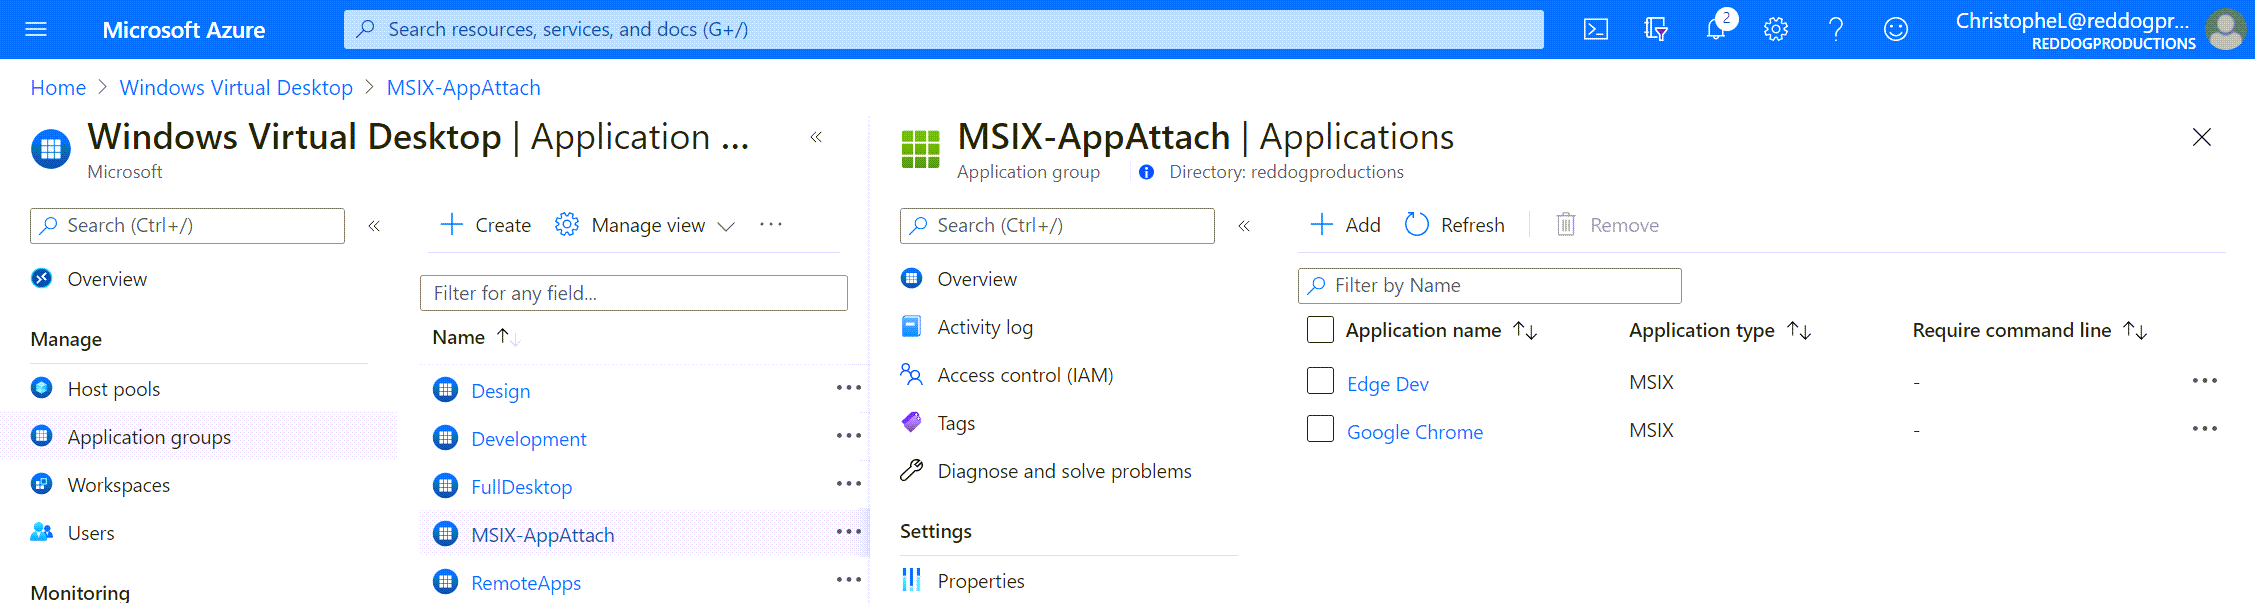 Microsoft Azure
Search resources, services, and docs (G+/)
2
ChristopheL@reddogpr...
REDDOGPRODUCTIONS
Home > Windows Virtual Desktop > MSIX-AppAttach
Windows Virtual Desktop | Application ...
Microsoft
«
Search (Ctrl+/)
«
Overview
Manage
Host pools
Application groups
Workspaces
Users
Monitoring
Create
Manage view
Filter for any field...
Name
Design
Development
FullDesktop
MSIX-AppAttach
RemoteApps
MSIX-AppAttach | Applications
Application group
Directory: reddogproductions
Search (Ctrl+/)
«
Overview
Activity log
Access control (IAM)
Tags
Diagnose and solve problems
Settings
Properties
Add
Refresh
Remove
Filter by Name
Application name Application type Require command line
Edge Dev MSIX -
Google Chrome MSIX -